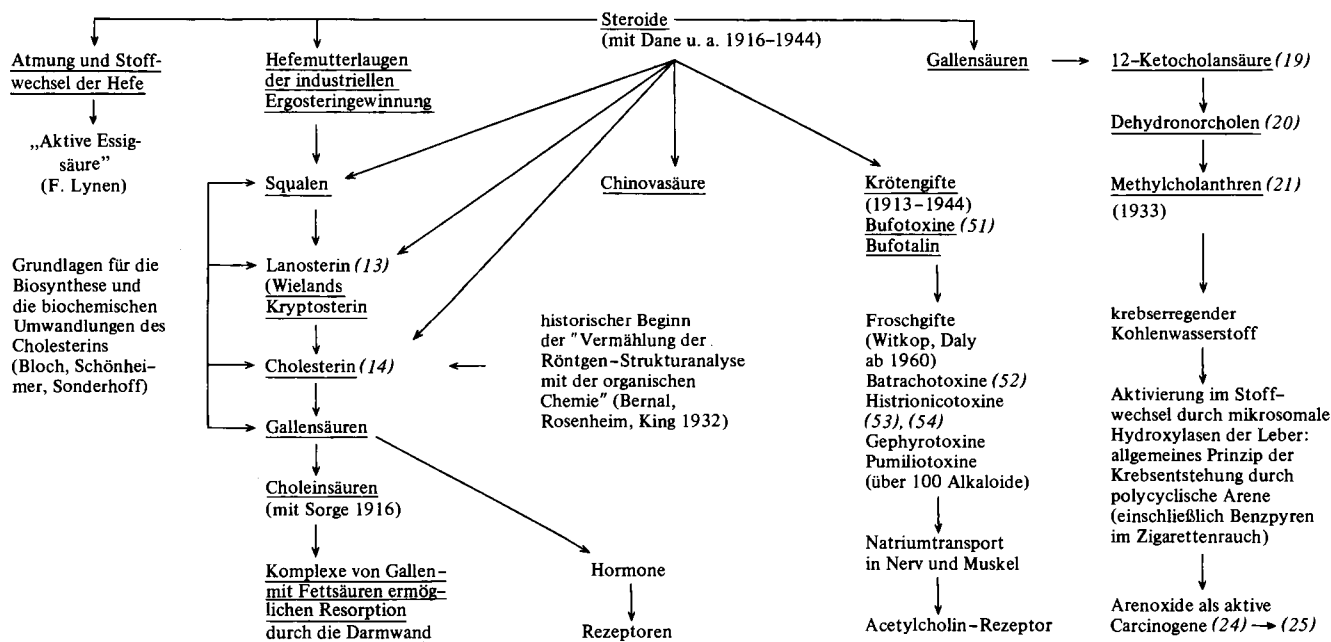 Steroide
(mit Dane u. a. 1916–1944)
Atmung und Stoff-
wechsel der Hefe
„Aktive Essig-
säure”
(F. Lynen)
Grundlagen für die
Biosynthese und
die biochemischen
Umwandlungen des
Cholesterins
(Bloch, Schönhei-
mer, Sonderhoff)
Hefemutterlaugen
der industriellen
Ergosteringewinnung
Squalen
Lanosterin (13)
(Wielands
Kryptosterin
Cholesterin (14)
Gallensäuren
Choleinsäuren
(mit Sorge 1916)
Komplexe von Gallen-
mit Fettsäuren ermög-
lichen Resorption
durch die Darmwand
historischer Beginn
der "Vermählung der
Röntgen-Strukturanalyse
mit der organischen
Chemie" (Bernal,
Rosenheim, King 1932)
Hormone
Rezeptoren
Chinovasäure
Krötengifte
(1913–1944)
Bufotoxine (51)
Bufotalin
Froschgifte
(Witkop, Daly
ab 1960)
Batrachotoxine (52)
Histrionicotoxine
(53), (54)
Gephyrotoxine
Pumiliotoxine
(über 100 Alkaloide)
Natriumtransport
in Nerv und Muskel
Acetylcholin-Rezeptor
Gallensäuren
12-Ketocholansäure (19)
Dehydronorcholen (20)
Methylcholanthren (21)
(1933)
krebserregender
Kohlenwasserstoff
Aktivierung im Stoff-
wechsel durch mikrosomale
Hydroxylasen der Leber:
allgemeines Prinzip der
Krebsentstehung durch
polycyclische Arene
(einschließlich Benzpyren
im Zigarettenrauch)
Arenoxide als aktive
Carcinogene (24) → (25)